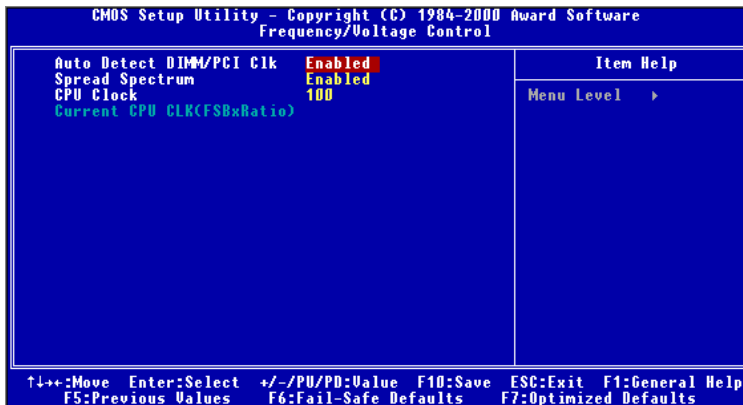 CMOS Setup Utility - Copyright (C) 1984-2000 Award Software
Frequency/Voltage Control
Auto Detect DIMM/PCI Clk Enabled
Spread Spectrum Enabled
CPU Clock 100
Current CPU CLK(FSBxRatio)
Item Help
Menu Level ▸
↑↓→←:Move Enter:Select +/-/PU/PD:Value F10:Save ESC:Exit F1:General Help
F5:Previous Values F6:Fail-Safe Defaults F7:Optimized Defaults